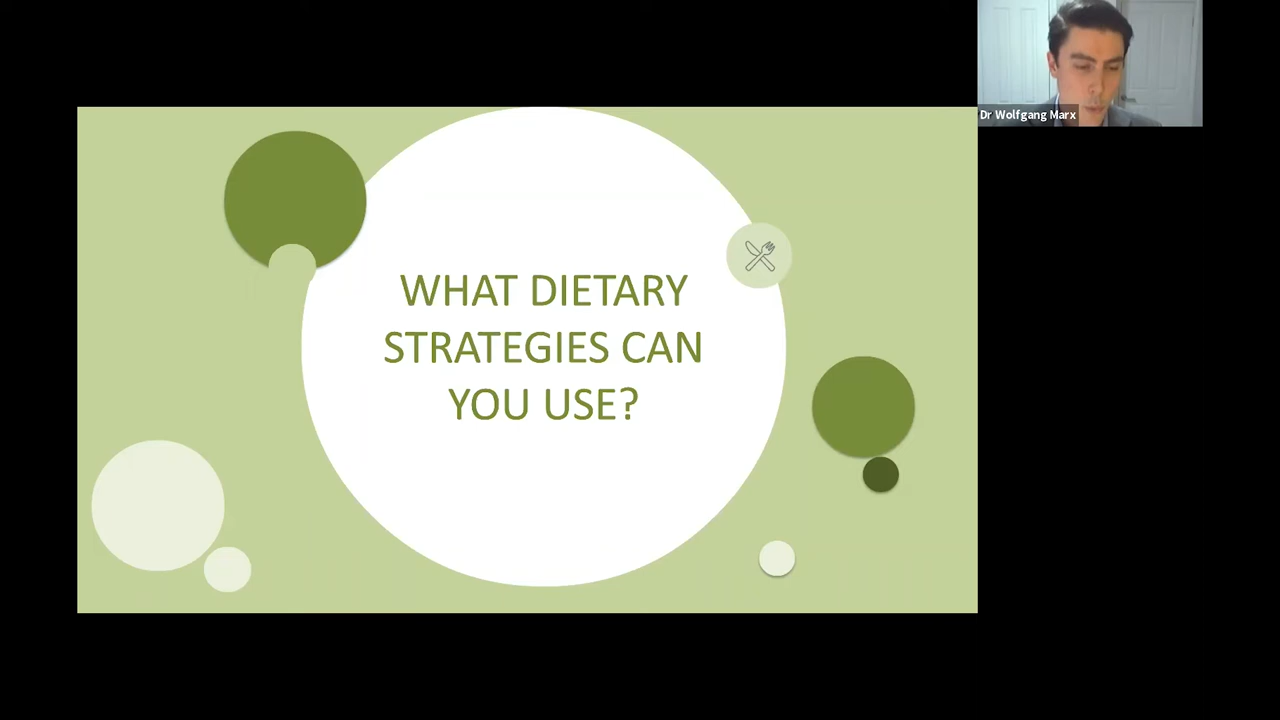 Dr Wolfgang Marx
WHAT DIETARY
STRATEGIES CAN
YOU USE?